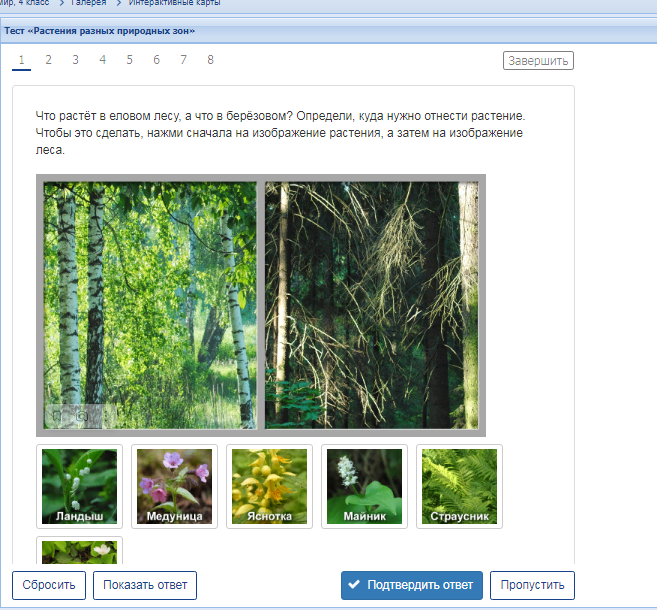 мир, 4 класс > Галерея > Интерактивные карты
Тест «Растения разных природных зон»
1 2 3 4 5 6 7 8 Завершить
Что растёт в еловом лесу, а что в берёзовом? Определи, куда нужно отнести растение.
Чтобы это сделать, нажми сначала на изображение растения, а затем на изображение
леса.
Ландыш Медуница Яснотка Майник Страусник
Сбросить Показать ответ Подтвердить ответ Пропустить